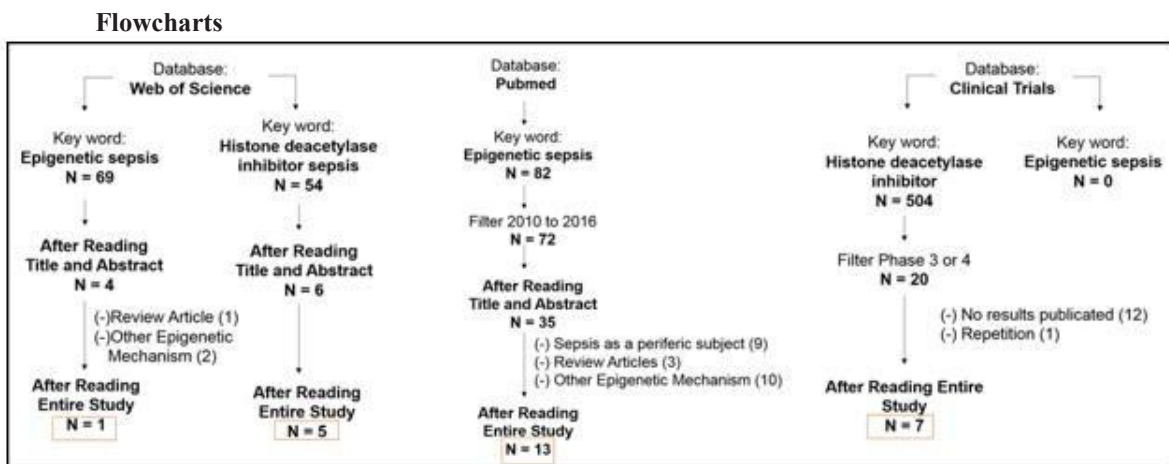 Flowcharts
Database:
Web of Science
Key word:
Epigenetic sepsis
N = 69
After Reading
Title and Abstract
N = 4
(-)Review Article (1)
(-)Other Epigenetic
Mechanism (2)
After Reading
Entire Study
N = 1
Key word:
Histone deacetylase
inhibitor sepsis
N = 54
After Reading
Title and Abstract
N = 6
After Reading
Entire Study
N = 5
Database:
Pubmed
Key word:
Epigenetic sepsis
N = 82
Filter 2010 to 2016
N = 72
After Reading
Title and Abstract
N = 35
(-) Sepsis as a periferic subject (9)
(-) Review Articles (3)
(-) Other Epigenetic Mechanism (10)
After Reading
Entire Study
N = 13
Database:
Clinical Trials
Key word:
Histone deacetylase
inhibitor
N = 504
Filter Phase 3 or 4
N = 20
(-) No results publicated (12)
(-) Repetition (1)
After Reading Entire
Study
N = 7
Key word:
Epigenetic sepsis
N = 0